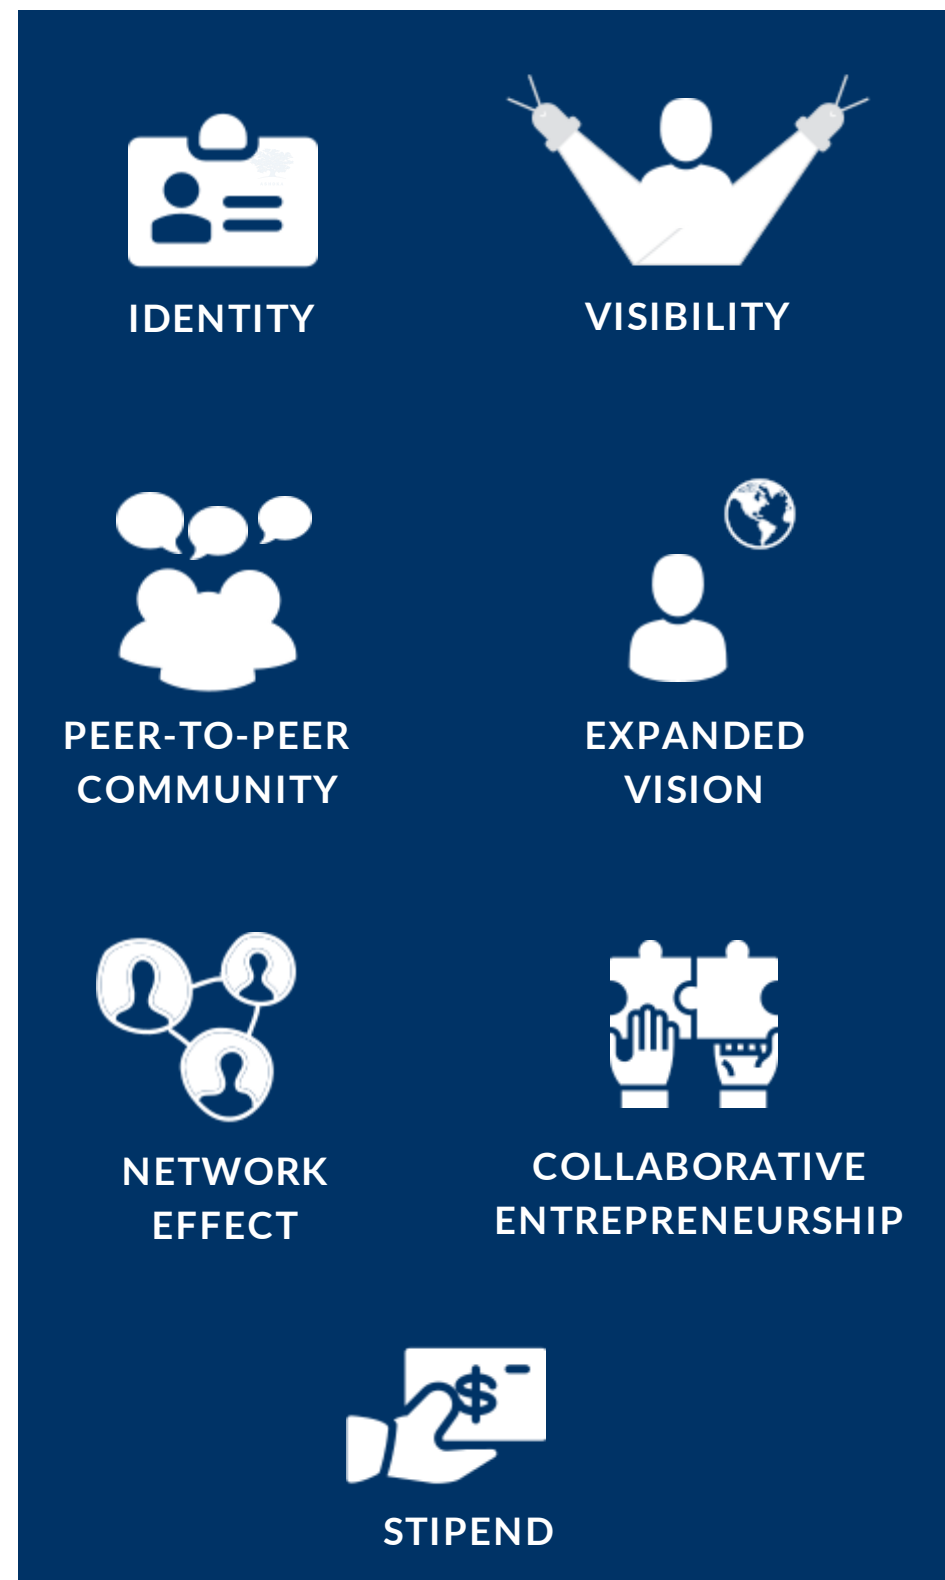 IDENTITY
VISIBILITY
PEER-TO-PEER
COMMUNITY
EXPANDED
VISION
NETWORK
EFFECT
COLLABORATIVE
ENTREPRENEURSHIP
$
STIPEND